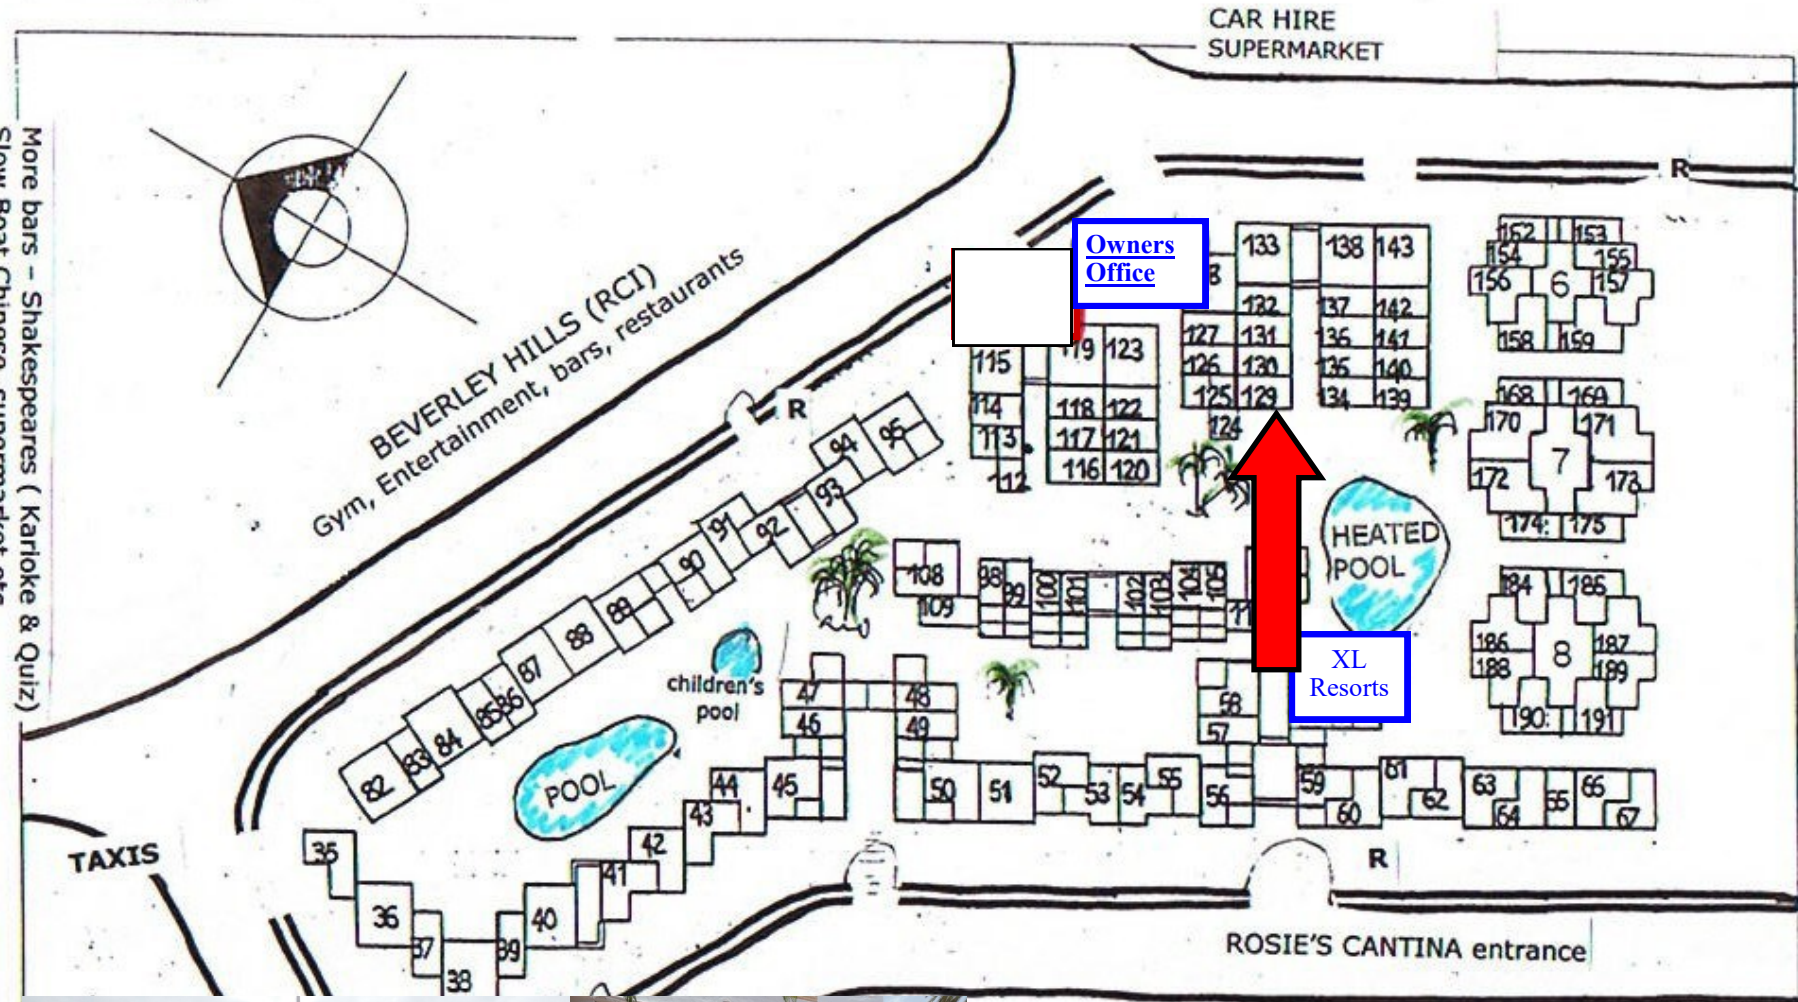 CAR HIRE
SUPERMARKET
R
More bars – Shakespeares ( Karioke & Quiz)
Slow Boat Chinese, supermarket etc
BEVERLEY HILLS (RCI)
Gym, Entertainment, bars, restaurants
R
Owners
Office
133
138 143
132
137 142
127 131
136 141
126 130
135 140
125 129
134 139
124
115
119 123
114
118 122
113
117 121
112
116 120
152 153
154 155
156 6 157
158 159
168 169
170 171
172 7 173
174: 175
184 185
186 187
188 8 189
190: 191
95
94
93
92
91
90
89
88
87
86
85
84
83
82
108
109
98
99
100
101
102
103
104
105
HEATED
POOL
XL
Resorts
children's
pool
POOL
47 48
46 49
45
44
43
42
41
40
39
38
37
36
35
50 51 52 53 54 55 56
58
57
59 60 61 62 63 64 65 66 67
TAXIS
R
ROSIE'S CANTINA entrance